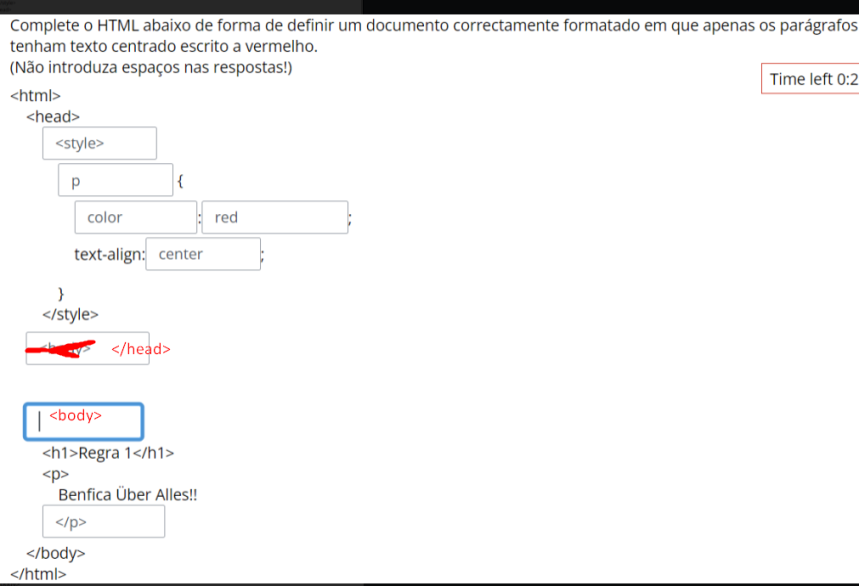 Complete o HTML abaixo de forma de definir um documento correctamente formatado em que apenas os parágrafos
tenham texto centrado escrito a vermelho.
(Não introduza espaços nas respostas!)
Time left 0:2
<html>
<head>
<style>
p {
color : red ;
text-align: center ;
}
</style>
</head>
<body>
<h1>Regra 1</h1>
<p>
Benfica Über Alles!!
</p>
</body>
</html>